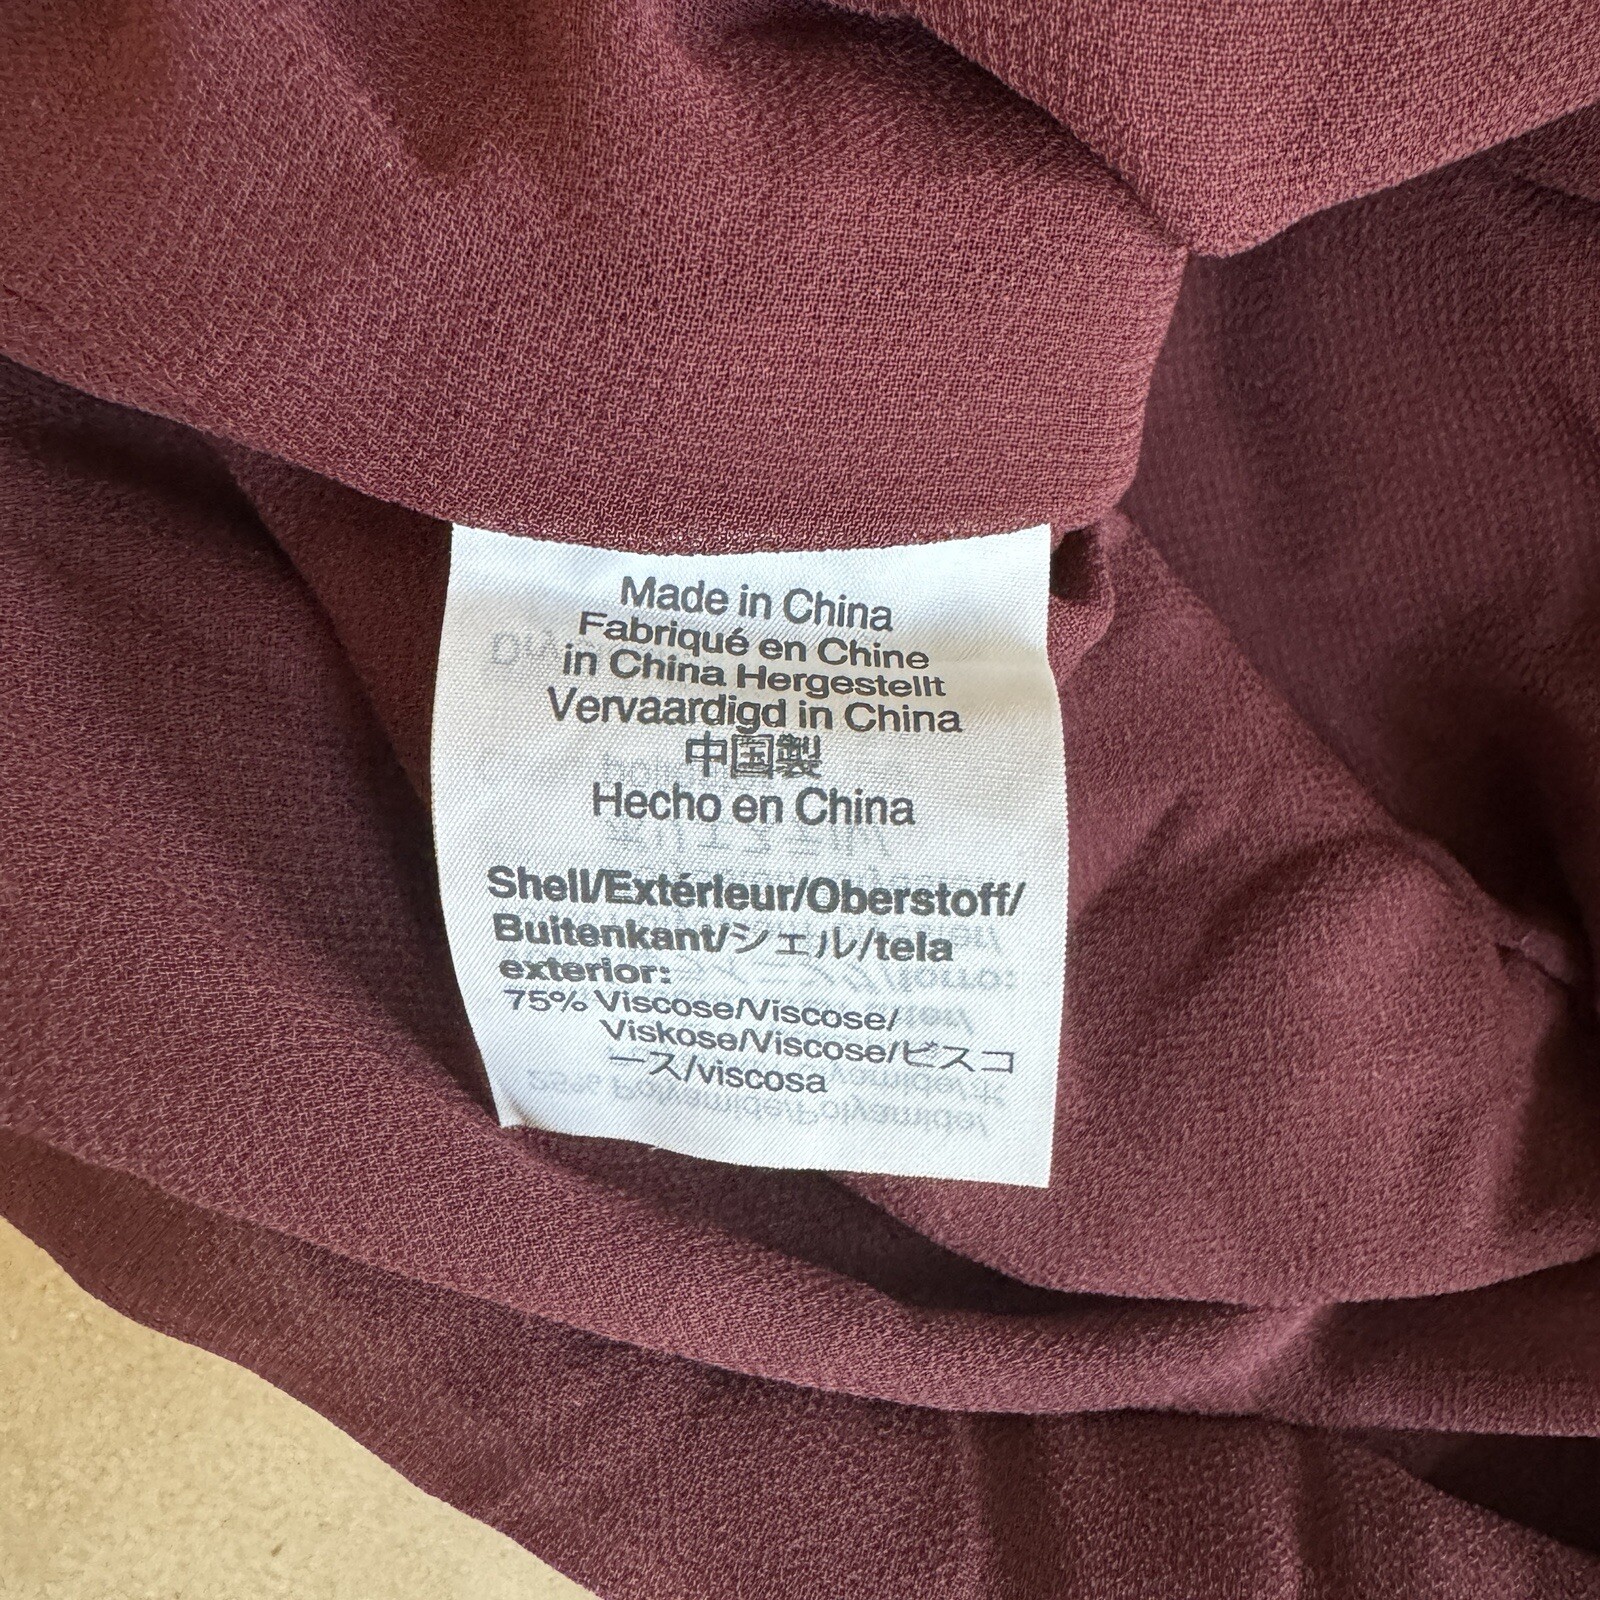 Made in China
Fabriqué en Chine
in China Hergestellt
Vervaardigd in China
中国製
Hecho en China
Shell/Extérieur/Oberstoff/
Buitenkant/シェル/tela
exterior:
75% Viscose/Viscose/
Viskose/Viscose/ビスコ
ース/viscosa